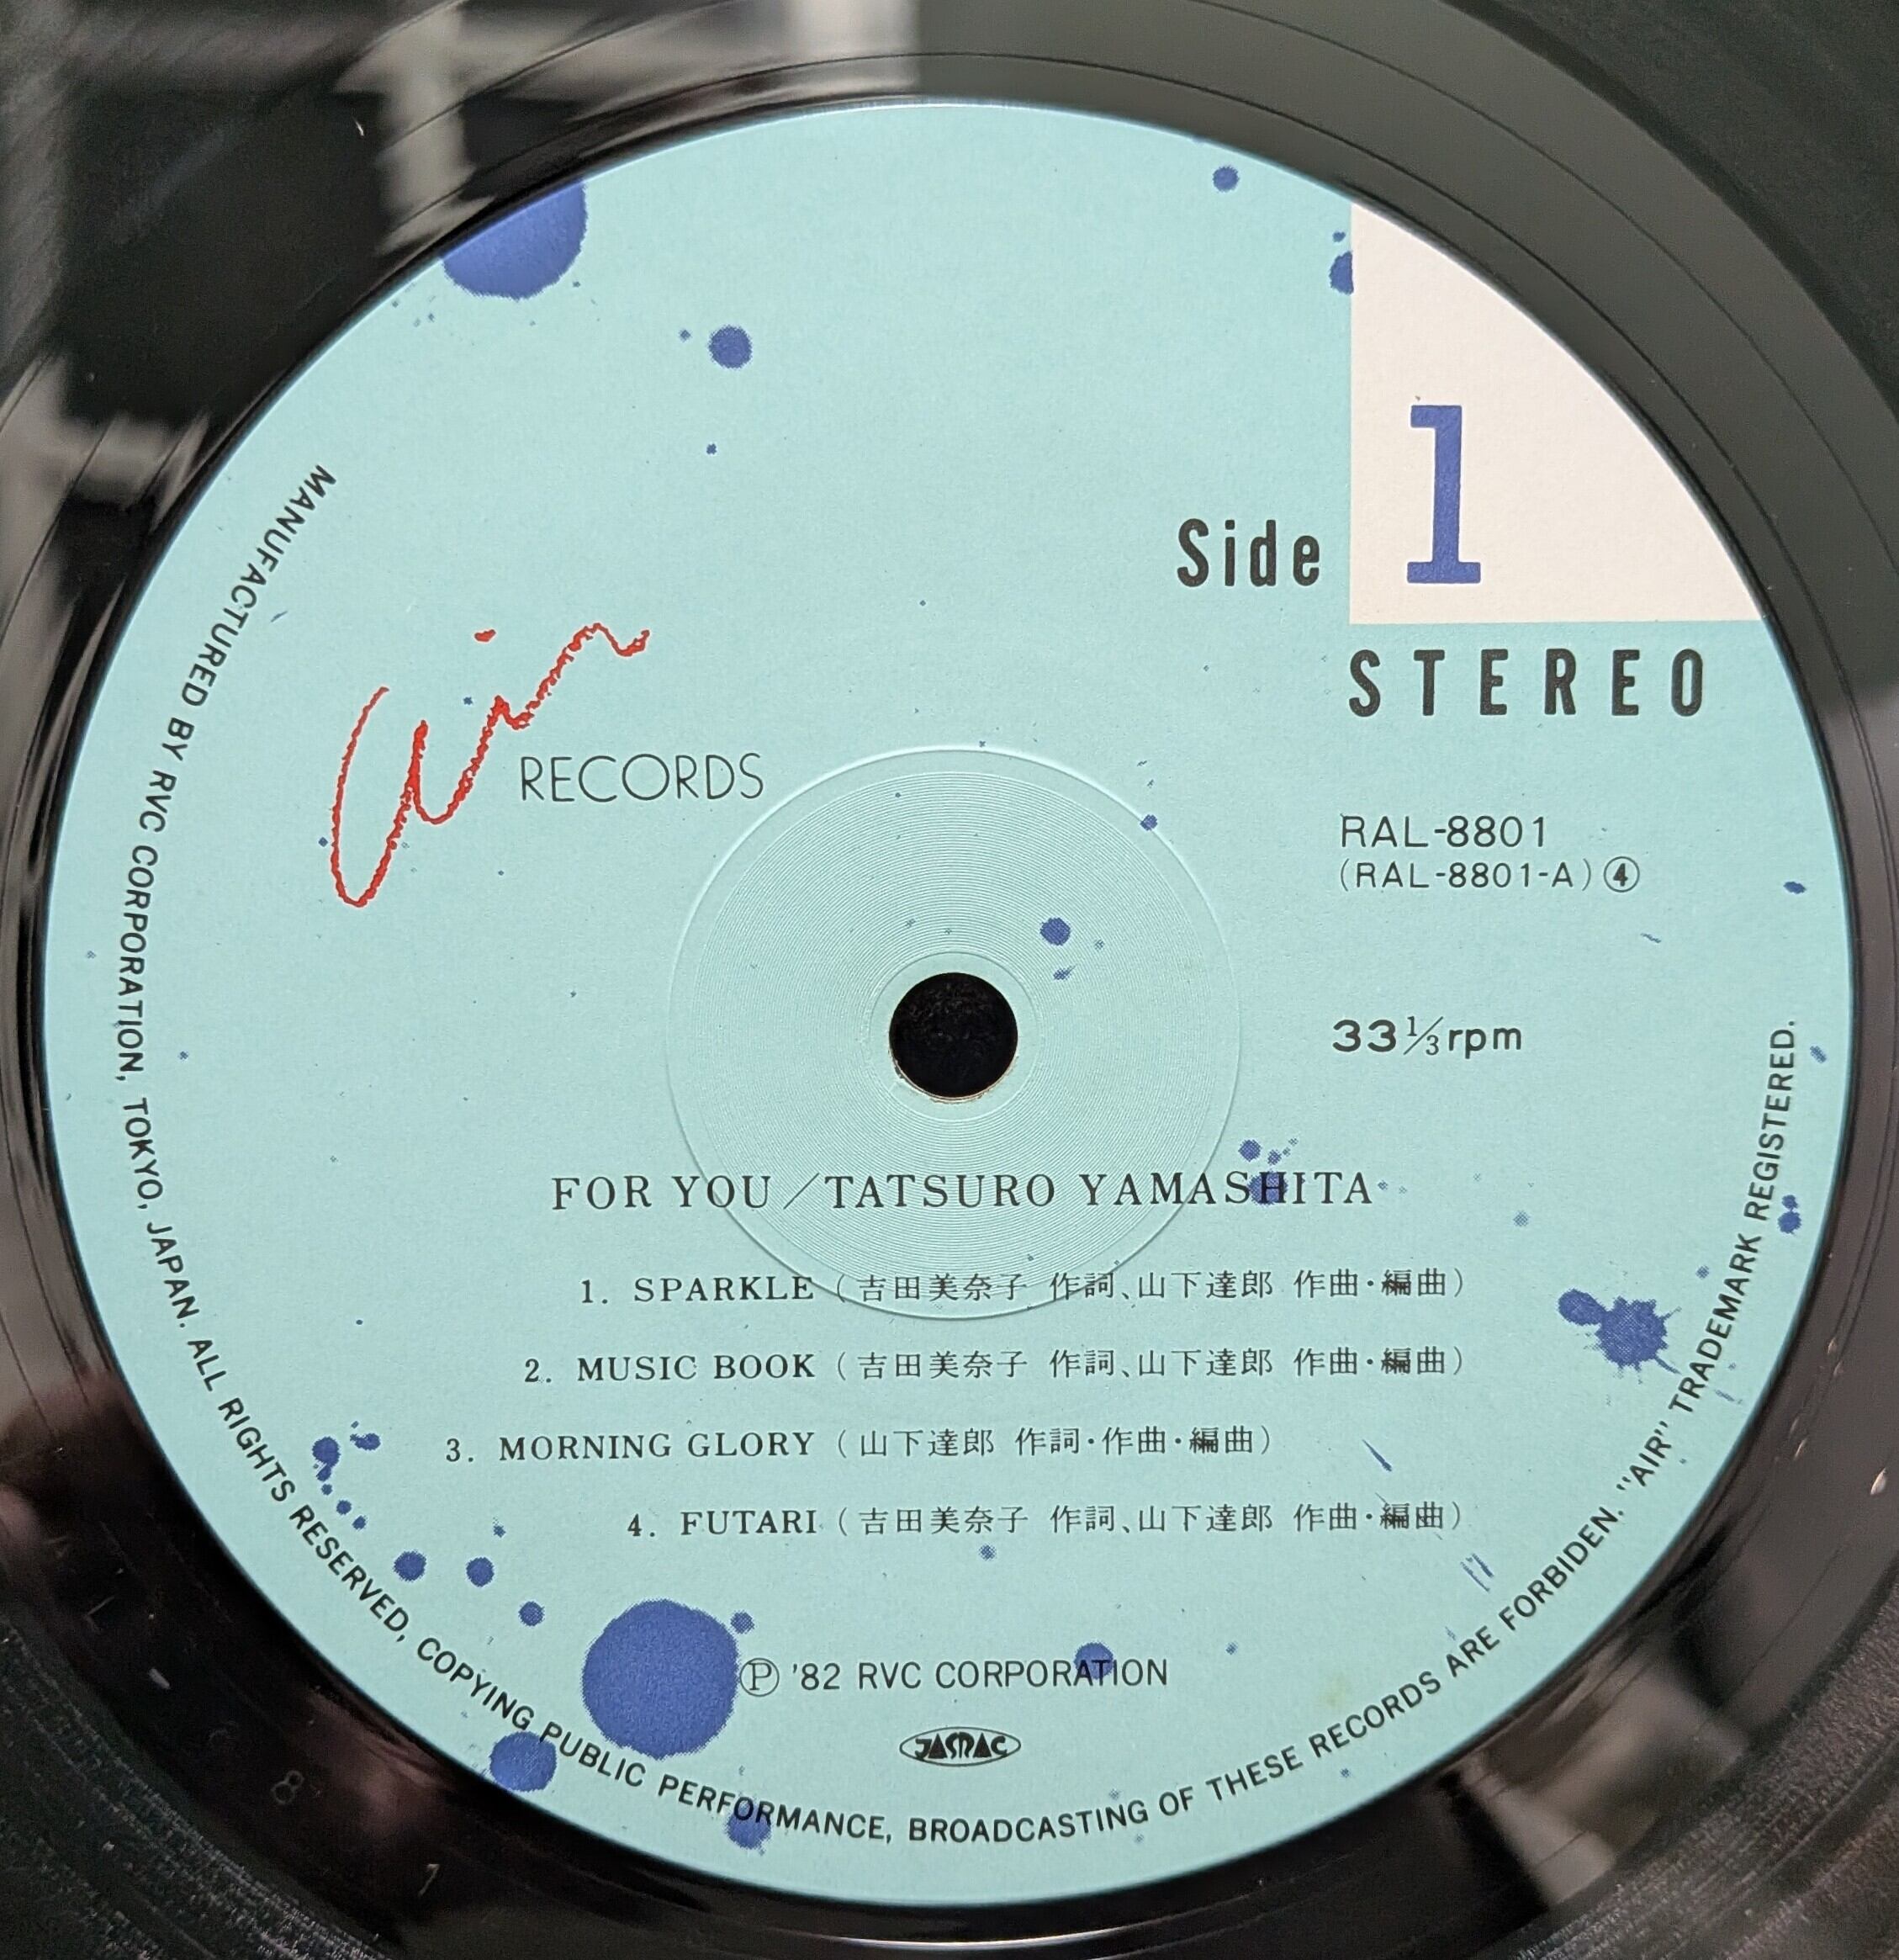 Side 1
STEREO
Air RECORDS
RAL-8801
(RAL-8801-A)④
33⅓rpm
FOR YOU／TATSURO YAMASHITA
1. SPARKLE（吉田美奈子 作詞、山下達郎 作曲・編曲）
2. MUSIC BOOK（吉田美奈子 作詞、山下達郎 作曲・編曲）
3. MORNING GLORY（山下達郎 作詞・作曲・編曲）
4. FUTARI（吉田美奈子 作詞、山下達郎 作曲・編曲）
Ⓟ '82 RVC CORPORATION
JASRAC
MANUFACTURED BY RVC CORPORATION, TOKYO, JAPAN. ALL RIGHTS RESERVED, COPYING PUBLIC PERFORMANCE, BROADCASTING OF THESE RECORDS ARE FORBIDEN. "AIR" TRADEMARK REGISTERED.